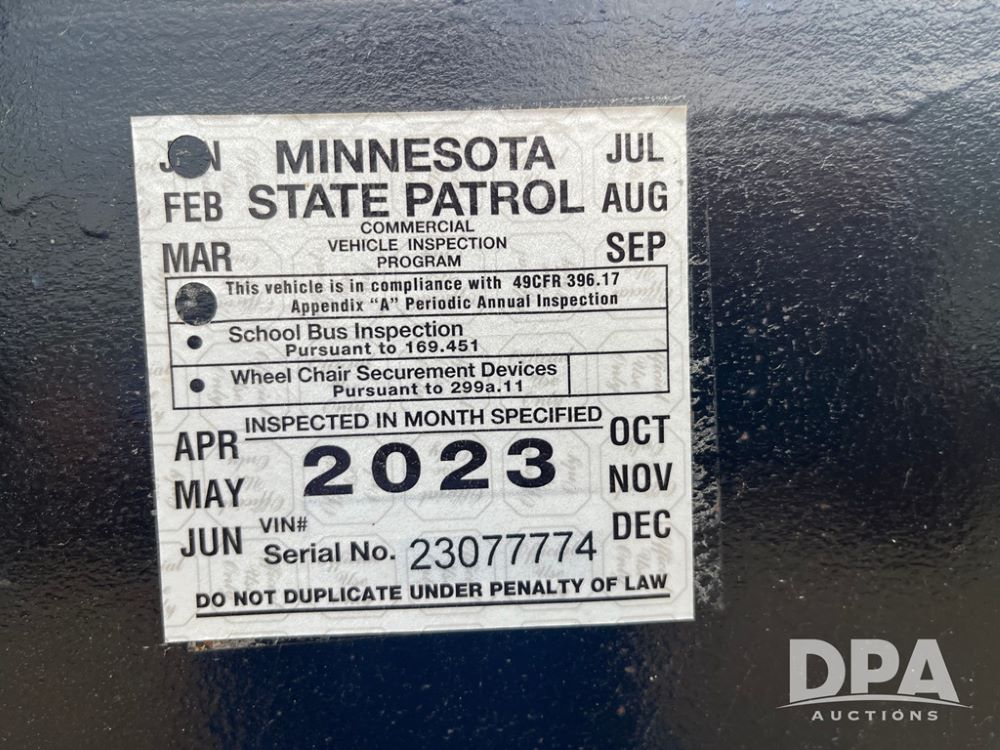 MINNESOTA
STATE PATROL
COMMERCIAL
VEHICLE INSPECTION
PROGRAM
FEB
MAR
JUL
AUG
SEP
This vehicle is in compliance with 49CFR 396.17
Appendix “A” Periodic Annual Inspection
School Bus Inspection
Pursuant to 169.451
Wheel Chair Securement Devices
Pursuant to 299a.11
INSPECTED IN MONTH SPECIFIED
2023
APR
MAY
JUN
OCT
NOV
DEC
VIN#
Serial No. 23077774
DO NOT DUPLICATE UNDER PENALTY OF LAW
DPA
AUCTIONS